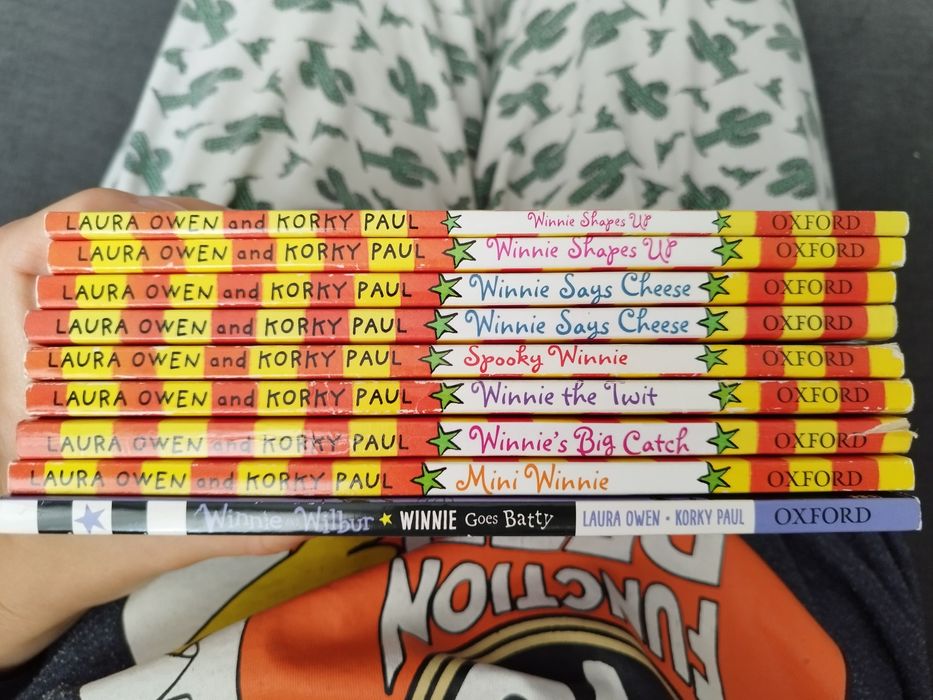 LAURA OWEN and KORKY PAUL Winnie Shapes Up OXFORD
LAURA OWEN and KORKY PAUL Winnie Shapes Up OXFORD
LAURA OWEN and KORKY PAUL Winnie Says Cheese OXFORD
LAURA OWEN and KORKY PAUL Winnie Says Cheese OXFORD
LAURA OWEN and KORKY PAUL Spooky Winnie OXFORD
LAURA OWEN and KORKY PAUL Winnie the Twit OXFORD
LAURA OWEN and KORKY PAUL Winnie's Big Catch OXFORD
LAURA OWEN and KORKY PAUL Mini Winnie OXFORD
Winnie and Wilbur WINNIE Goes Batty LAURA OWEN • KORKY PAUL OXFORD
FUNCTION